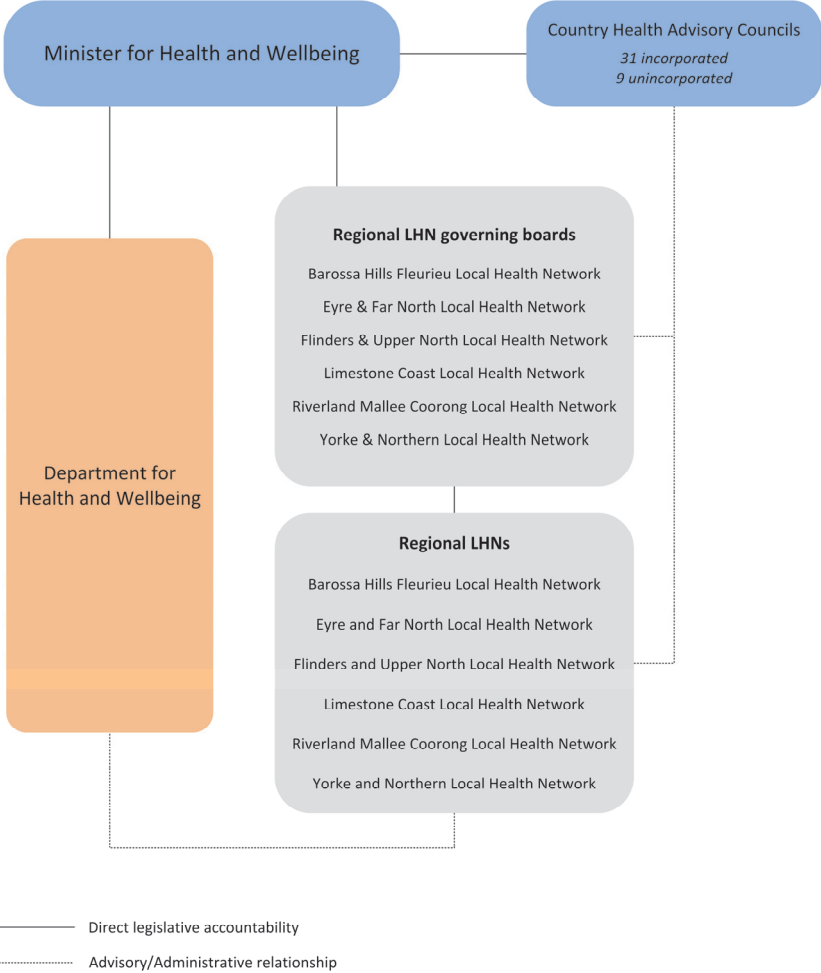 Minister for Health and Wellbeing
Country Health Advisory Councils
31 incorporated
9 unincorporated
Regional LHN governing boards
Barossa Hills Fleurieu Local Health Network
Eyre & Far North Local Health Network
Flinders & Upper North Local Health Network
Limestone Coast Local Health Network
Riverland Mallee Coorong Local Health Network
Yorke & Northern Local Health Network
Department for
Health and Wellbeing
Regional LHNs
Barossa Hills Fleurieu Local Health Network
Eyre and Far North Local Health Network
Flinders and Upper North Local Health Network
Limestone Coast Local Health Network
Riverland Mallee Coorong Local Health Network
Yorke and Northern Local Health Network
Direct legislative accountability
Advisory/Administrative relationship